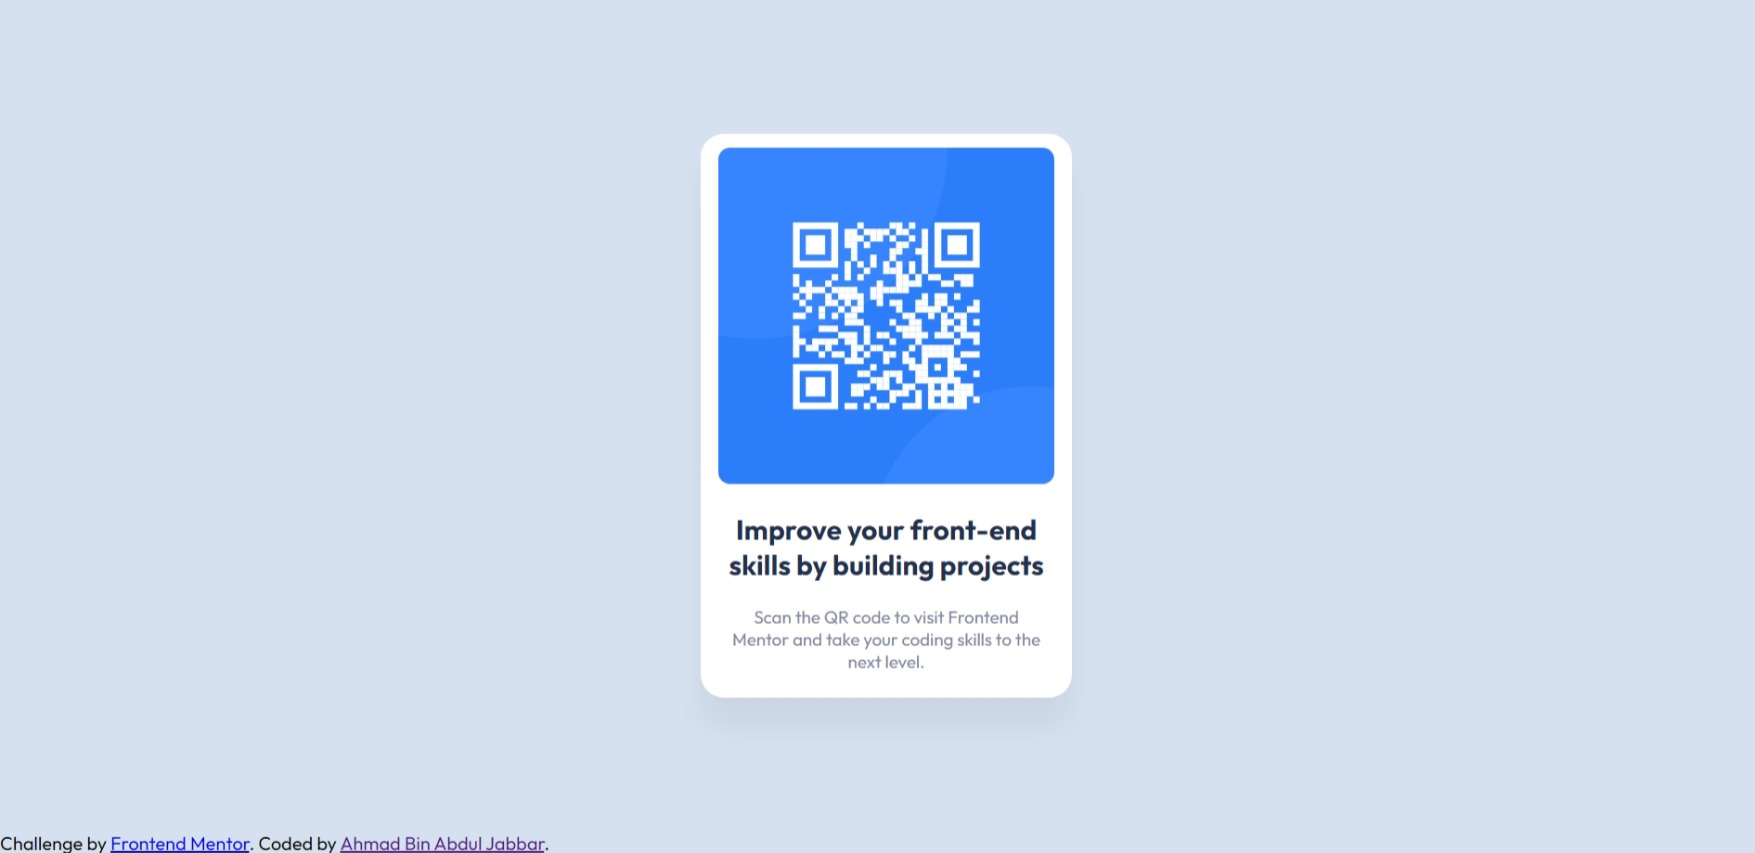 Improve your front-end
skills by building projects
Scan the QR code to visit Frontend
Mentor and take your coding skills to the
next level.
Challenge by Frontend Mentor. Coded by Ahmad Bin Abdul Jabbar.